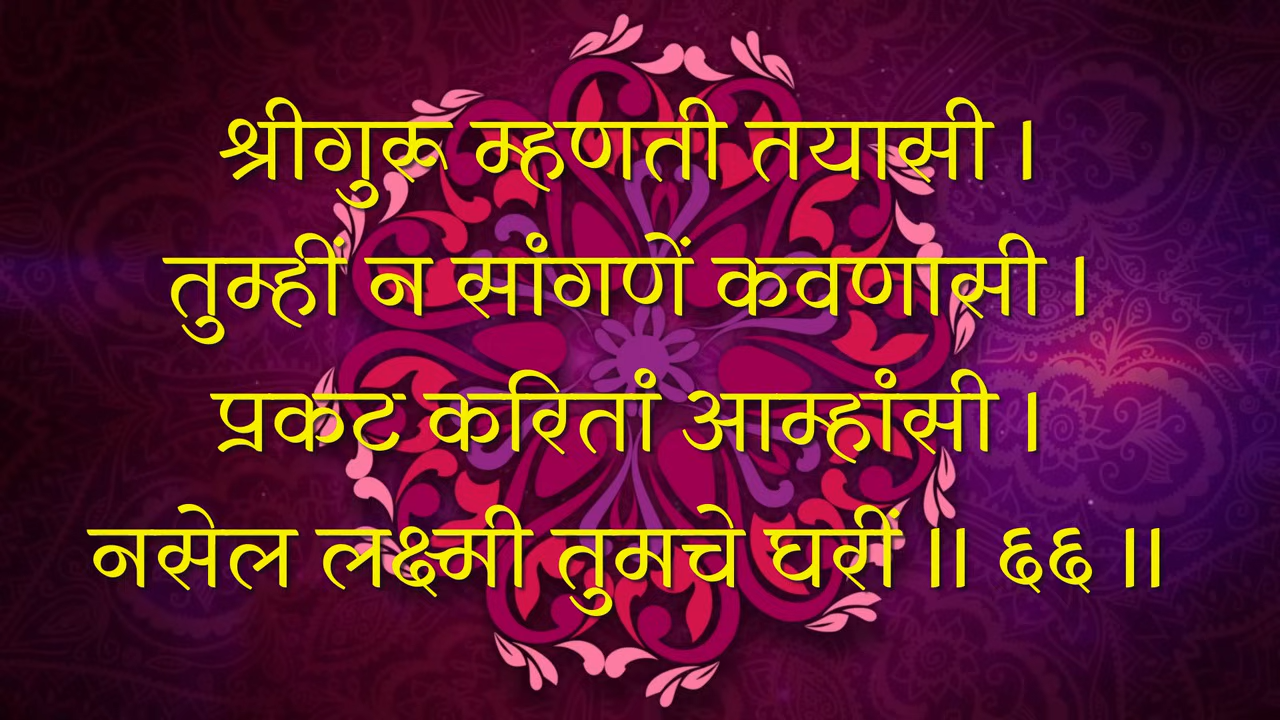 श्रीगुरू म्हणती तयासी ।
तुम्हीं न सांगणें कवणासी ।
प्रकट करितां आम्हांसी ।
नसेल लक्ष्मी तुमचे घरीं ॥ ६६ ॥